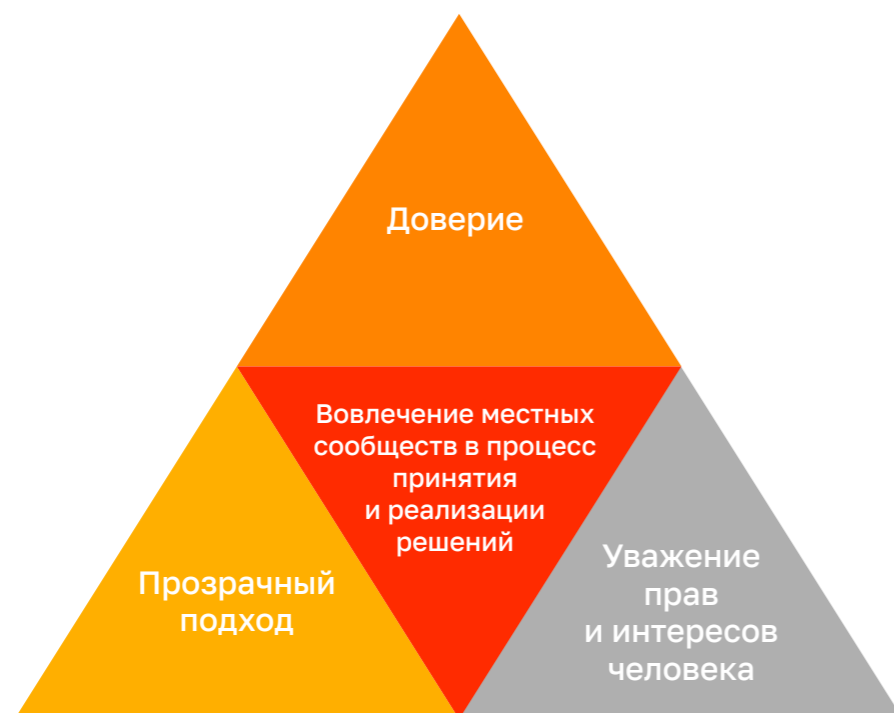 Доверие
Вовлечение местных
сообществ в процесс
принятия
и реализации
решений
Прозрачный
подход
Уважение
прав
и интересов
человека